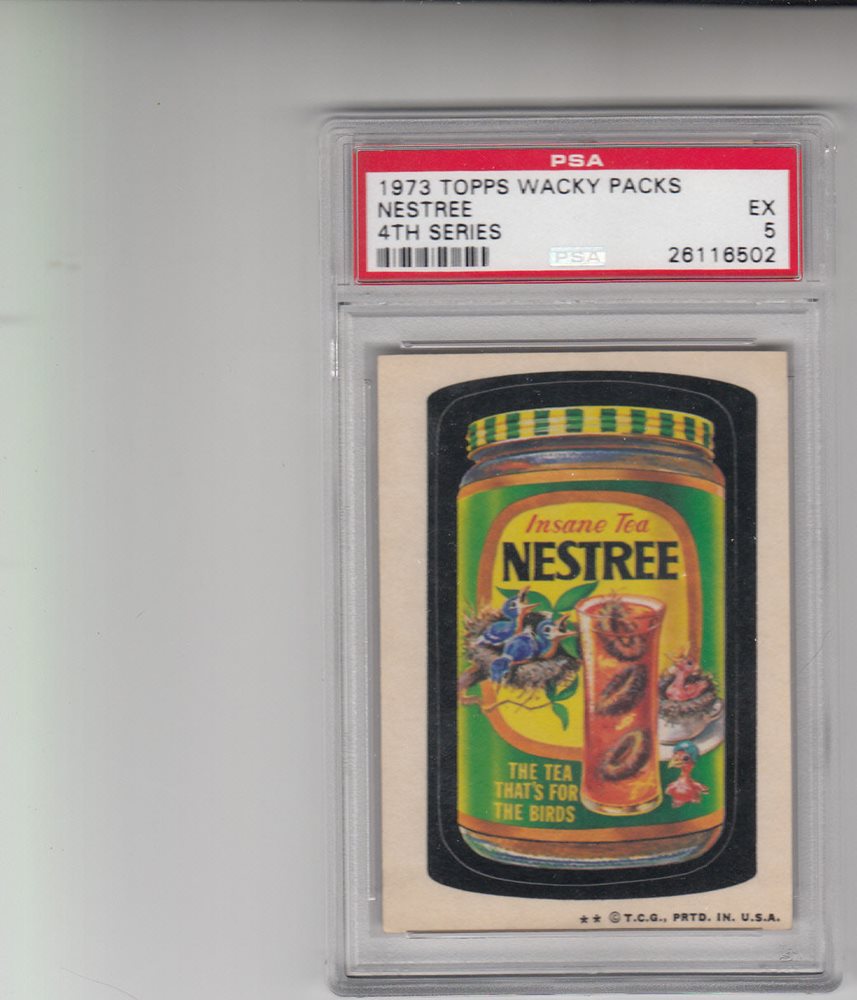 PSA
1973 TOPPS WACKY PACKS
NESTREE EX
4TH SERIES 5
PSA 26116502
Insane Tea
NESTREE
THE TEA
THAT'S FOR
THE BIRDS
** ©T.C.G., PRTD. IN. U.S.A.